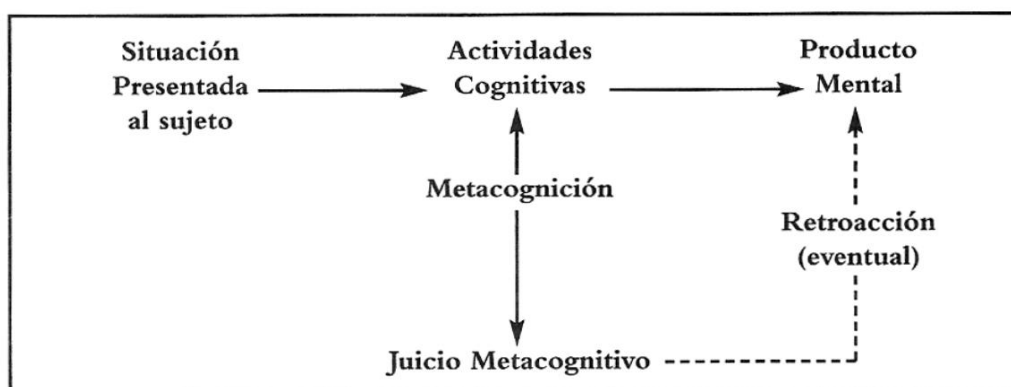 Situación
Presentada
al sujeto
Actividades
Cognitivas
Producto
Mental
Metacognición
Retroacción
(eventual)
Juicio Metacognitivo